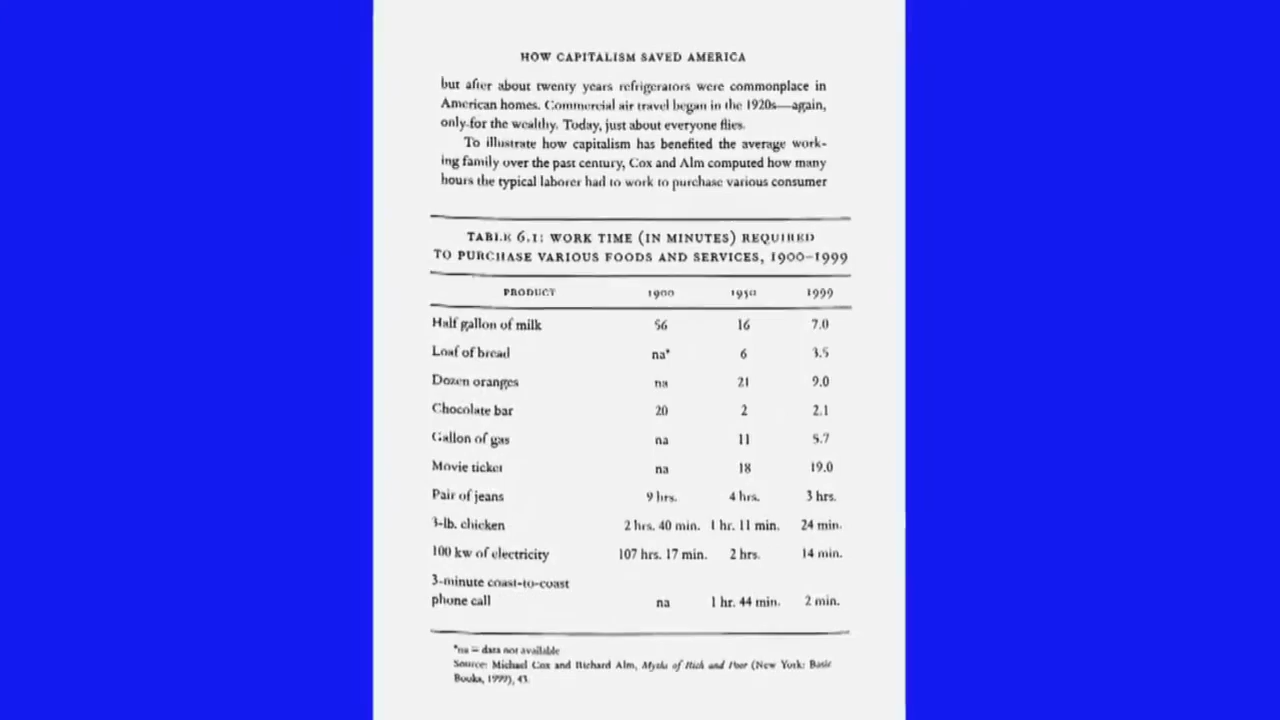 HOW CAPITALISM SAVED AMERICA
but after about twenty years refrigerators were commonplace in
American homes. Commercial air travel began in the 1920s—again,
only for the wealthy. Today, just about everyone flies.
To illustrate how capitalism has benefited the average work-
ing family over the past century, Cox and Alm computed how many
hours the typical laborer had to work to purchase various consumer
TABLE 6.1: WORK TIME (IN MINUTES) REQUIRED
TO PURCHASE VARIOUS FOODS AND SERVICES, 1900–1999
PRODUCT 1900 1950 1999
Half gallon of milk 56 16 7.0
Loaf of bread na* 6 3.5
Dozen oranges na 21 9.0
Chocolate bar 20 2 2.1
Gallon of gas na 11 5.7
Movie ticket na 18 19.0
Pair of jeans 9 hrs. 4 hrs. 3 hrs.
3-lb. chicken 2 hrs. 40 min. 1 hr. 11 min. 24 min.
100 kw of electricity 107 hrs. 17 min. 2 hrs. 14 min.
3-minute coast-to-coast
phone call na 1 hr. 44 min. 2 min.
*na = data not available
Source: Michael Cox and Richard Alm, Myths of Rich and Poor (New York: Basic
Books, 1999), 43.